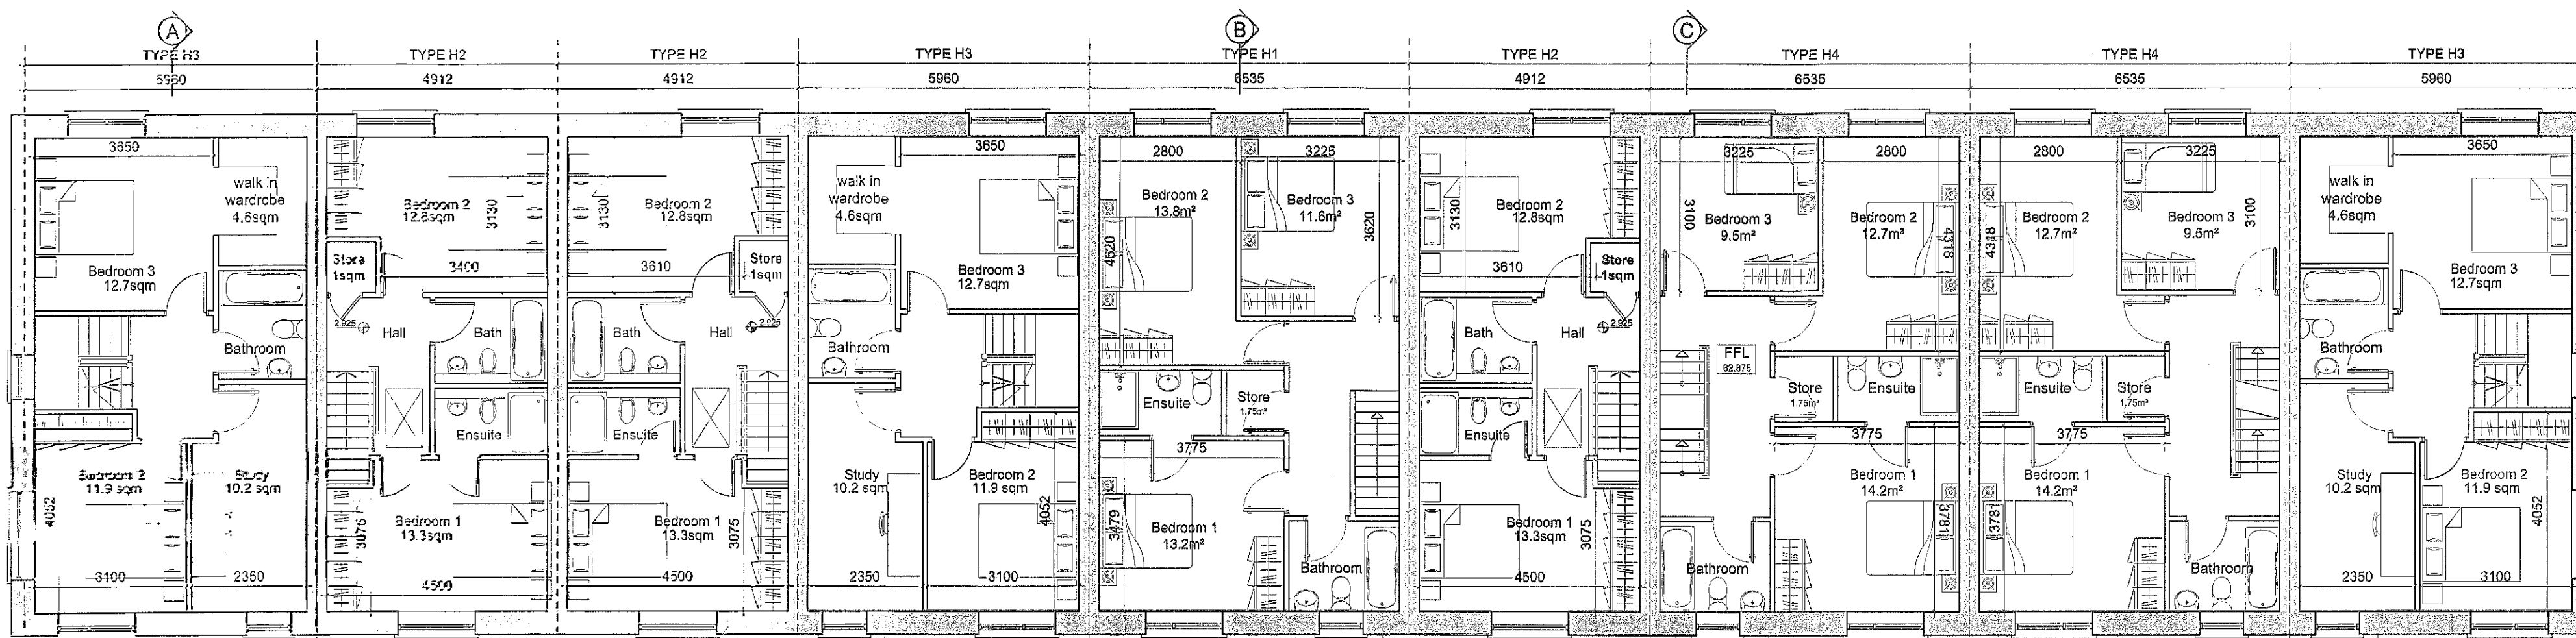 A
B
C
TYPE H3
TYPE H2
TYPE H2
TYPE H3
TYPE H1
TYPE H2
TYPE H4
TYPE H4
TYPE H3
5960
4912
4912
5960
6535
4912
6535
6535
5960
3650
walk in
wardrobe
4.6sqm
Bedroom 3
12.7sqm
Bathroom
Bedroom 2
11.9 sqm
4052
3100
Study
10.2 sqm
2350
Bedroom 2
12.8sqm
3130
Store
1sqm
3400
2.925
Hall
Bath
Ensuite
Bedroom 1
13.3sqm
3075
4500
3130
Bedroom 2
12.8sqm
3610
Store
1sqm
Bath
Hall
2.925
Ensuite
Bedroom 1
13.3sqm
3075
4500
walk in
wardrobe
4.6sqm
3650
Bedroom 3
12.7sqm
Bathroom
Study
10.2 sqm
2350
Bedroom 2
11.9 sqm
4052
3100
2800
3225
Bedroom 2
13.8m²
4620
Bedroom 3
11.6m²
3620
Ensuite
Store
1.75m²
3775
3479
Bedroom 1
13.2m²
Bathroom
3130
Bedroom 2
12.8sqm
3610
Store
1sqm
Bath
Hall
2.925
Ensuite
Bedroom 1
13.3sqm
3075
4500
3225
2800
3100
Bedroom 3
9.5m²
Bedroom 2
12.7m²
4318
FFL
62.875
Store
1.75m²
Ensuite
3775
Bedroom 1
14.2m²
3781
Bathroom
2800
3225
4318
Bedroom 2
12.7m²
Bedroom 3
9.5m²
3100
Ensuite
Store
1.75m²
3775
Bedroom 1
14.2m²
3781
Bathroom
3650
walk in
wardrobe
4.6sqm
Bedroom 3
12.7sqm
Bathroom
Study
10.2 sqm
2350
Bedroom 2
11.9 sqm
4052
3100